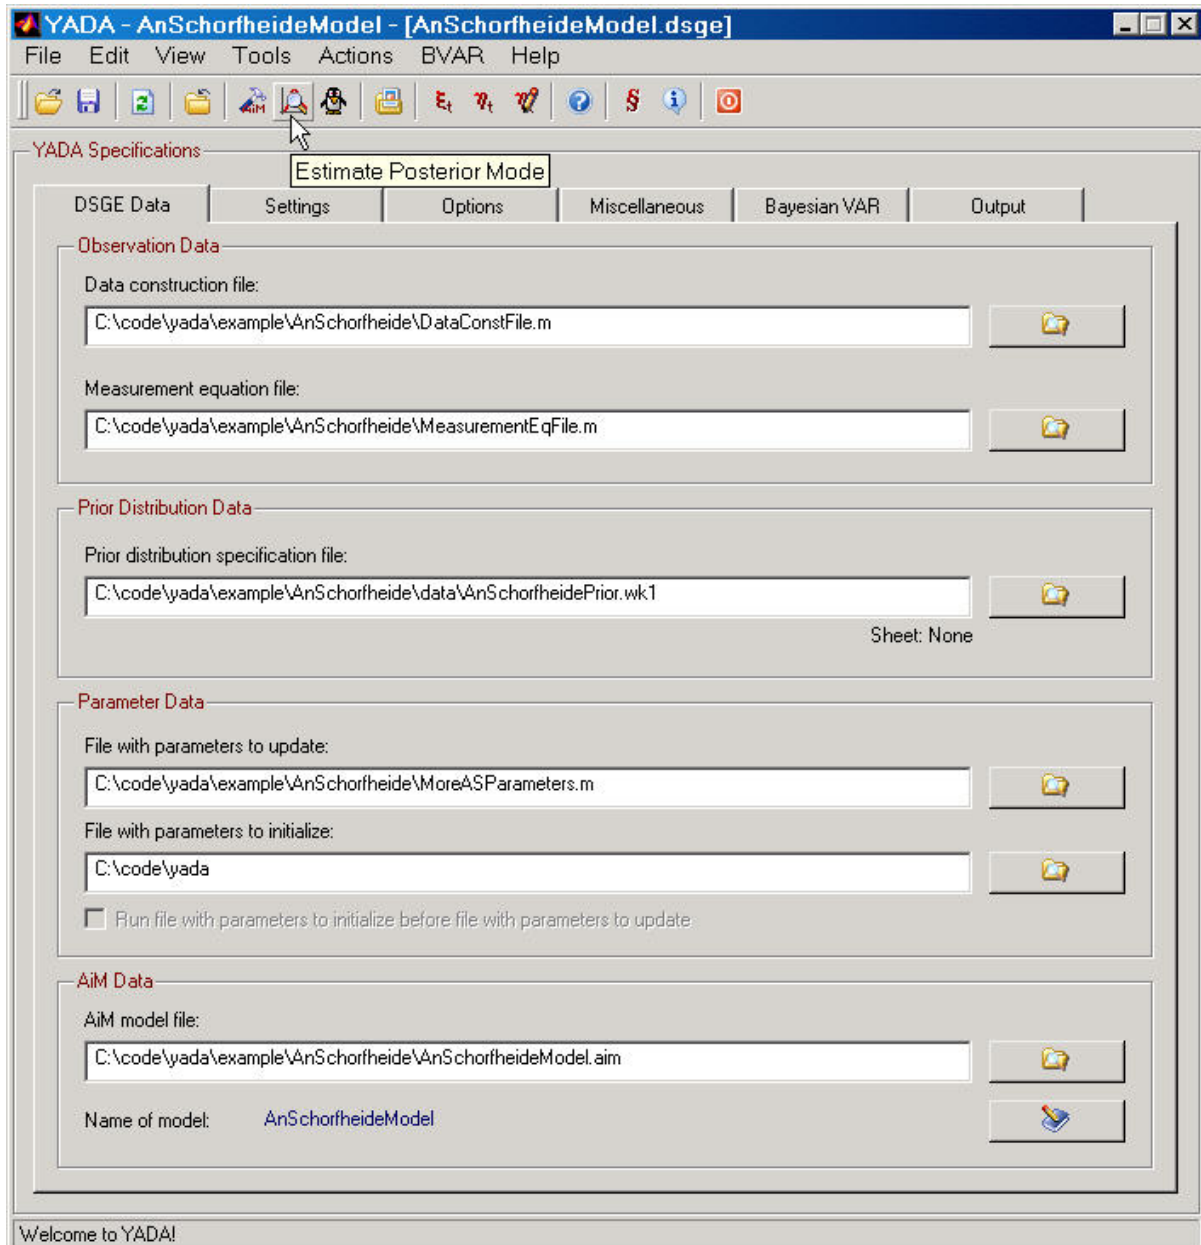 YADA - AnSchorfheideModel - [AnSchorfheideModel.dsge]
File Edit View Tools Actions BVAR Help
AiM ξt ηt η ? § i
YADA Specifications
Estimate Posterior Mode
DSGE Data Settings Options Miscellaneous Bayesian VAR Output
Observation Data
Data construction file:
C:\code\yada\example\AnSchorfheide\DataConstFile.m
Measurement equation file:
C:\code\yada\example\AnSchorfheide\MeasurementEqFile.m
Prior Distribution Data
Prior distribution specification file:
C:\code\yada\example\AnSchorfheide\data\AnSchorfheidePrior.wk1
Sheet: None
Parameter Data
File with parameters to update:
C:\code\yada\example\AnSchorfheide\MoreASParameters.m
File with parameters to initialize:
C:\code\yada
Run file with parameters to initialize before file with parameters to update
AiM Data
AiM model file:
C:\code\yada\example\AnSchorfheide\AnSchorfheideModel.aim
Name of model: AnSchorfheideModel
Welcome to YADA!